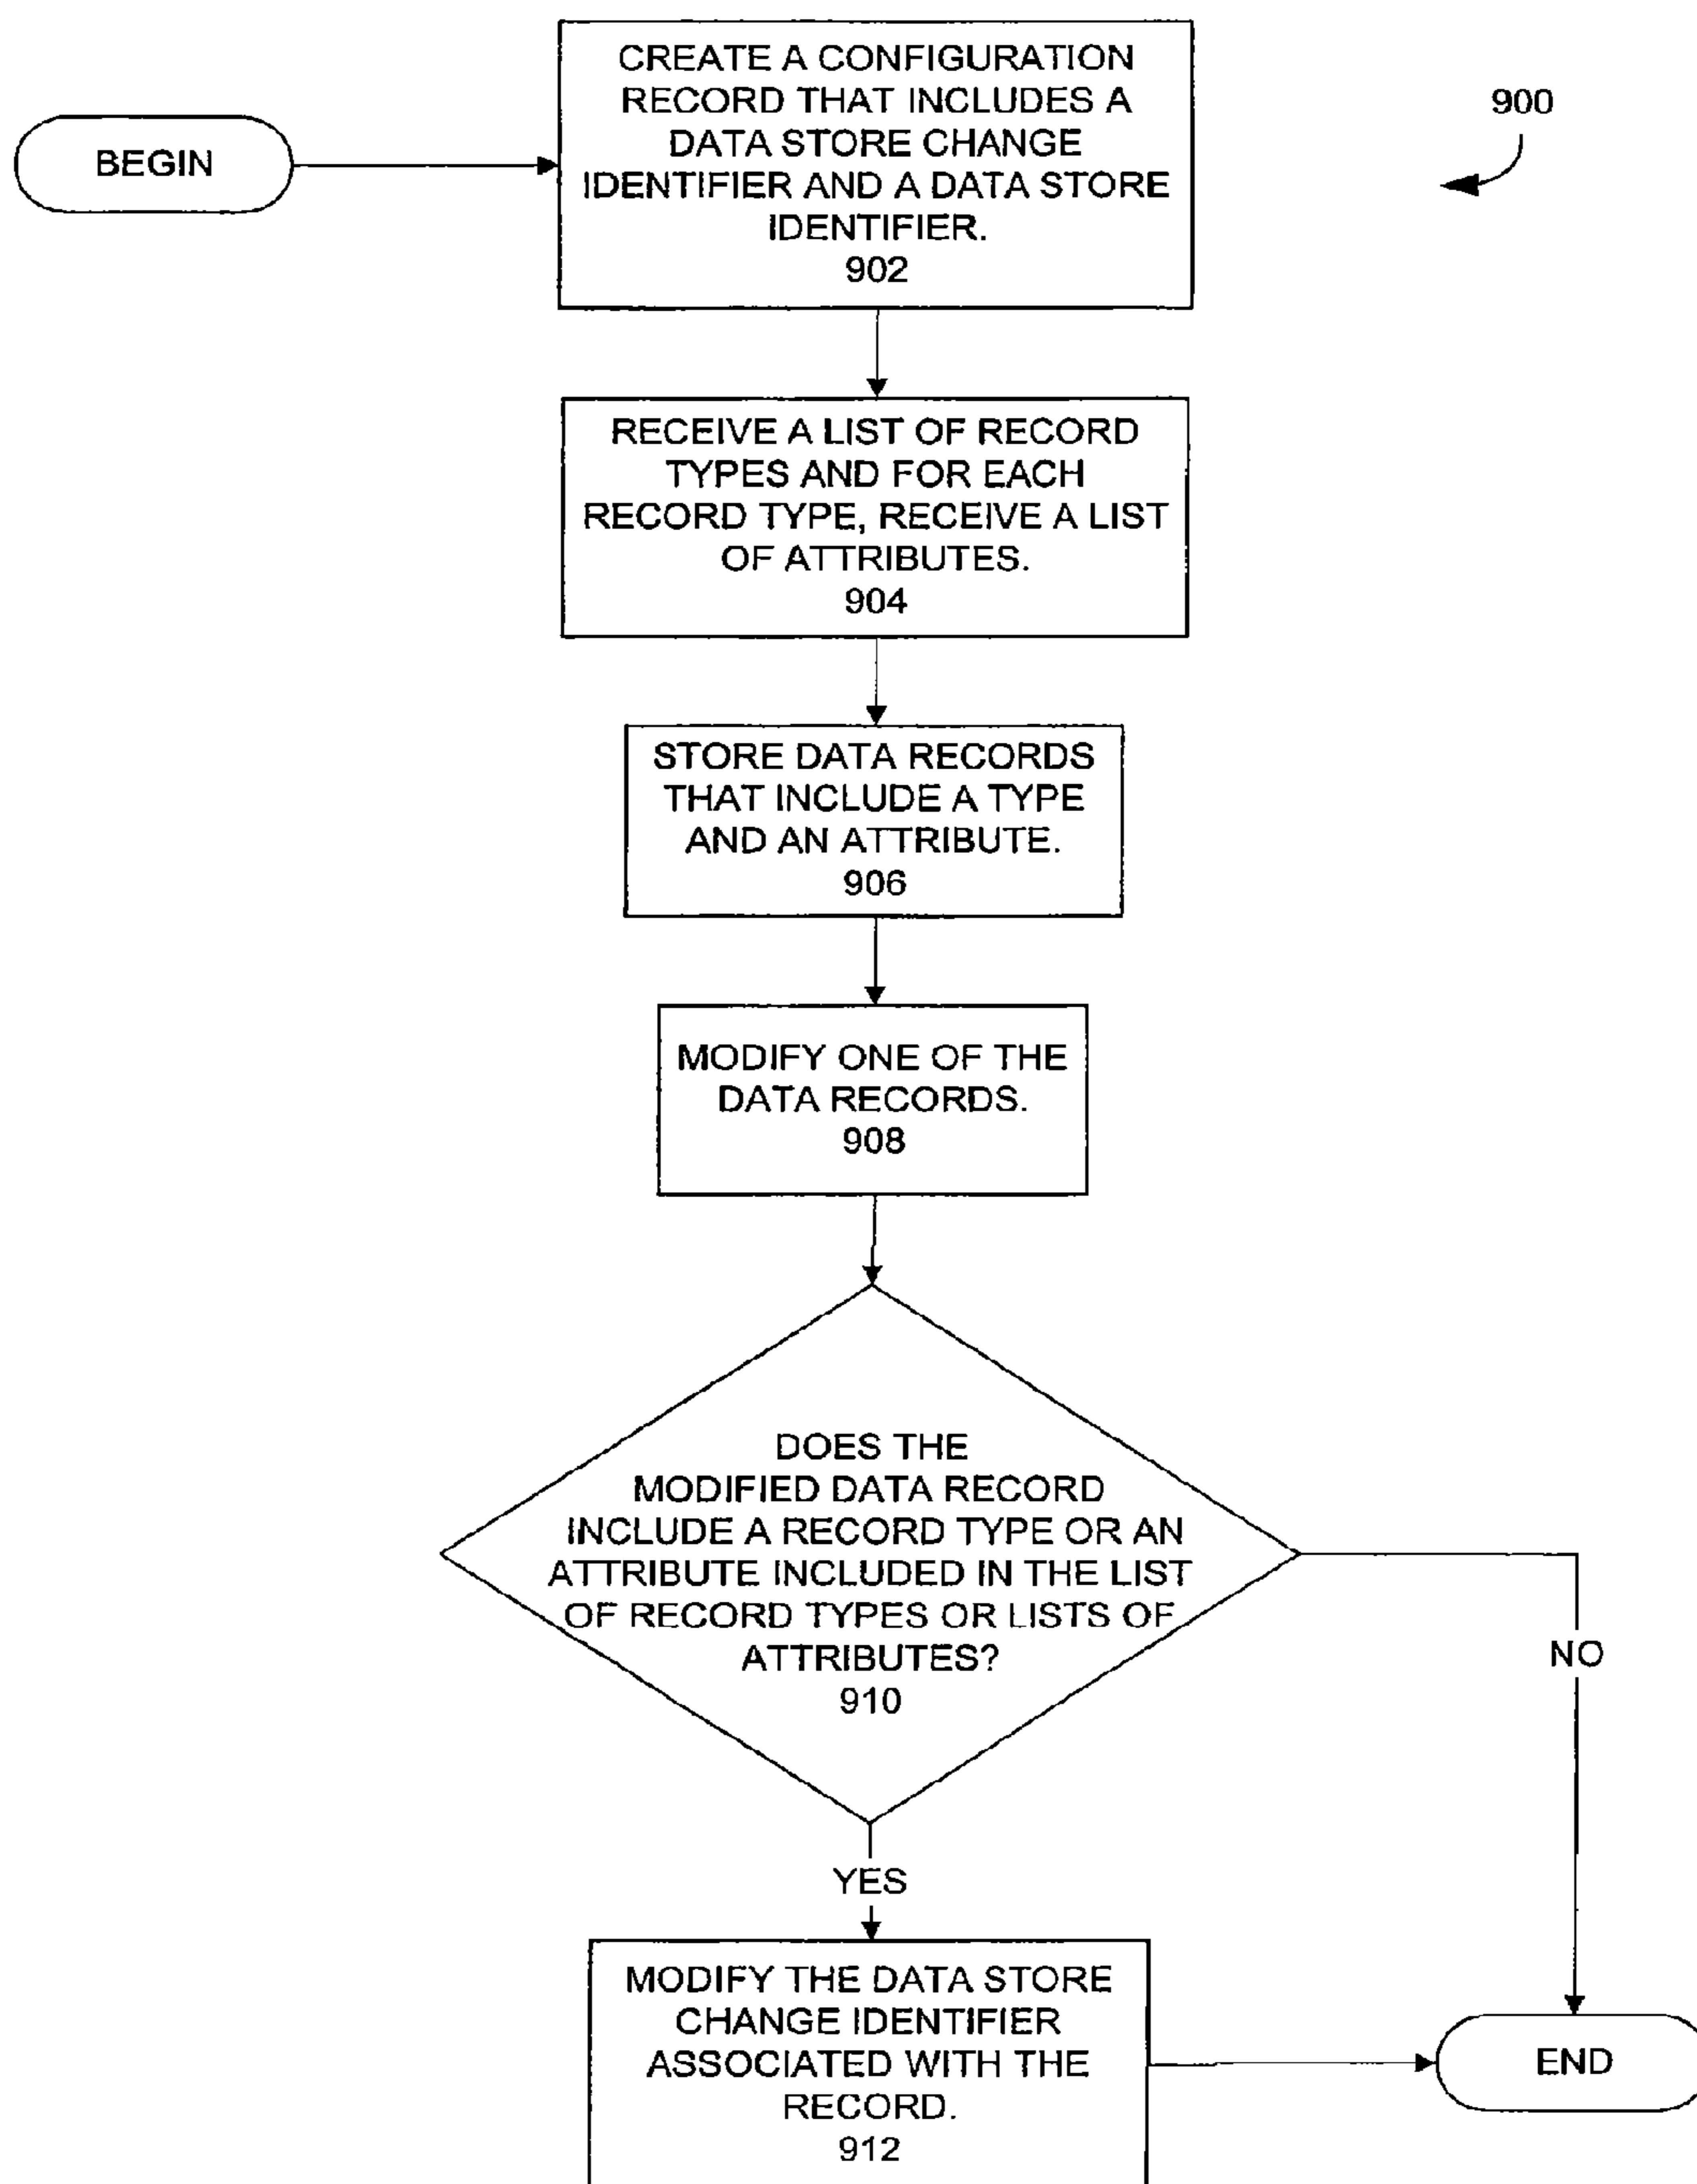 BEGIN
CREATE A CONFIGURATION
RECORD THAT INCLUDES A
DATA STORE CHANGE
IDENTIFIER AND A DATA STORE
IDENTIFIER.
902
900
RECEIVE A LIST OF RECORD
TYPES AND FOR EACH
RECORD TYPE, RECEIVE A LIST
OF ATTRIBUTES.
904
STORE DATA RECORDS
THAT INCLUDE A TYPE
AND AN ATTRIBUTE.
906
MODIFY ONE OF THE
DATA RECORDS.
908
DOES THE
MODIFIED DATA RECORD
INCLUDE A RECORD TYPE OR AN
ATTRIBUTE INCLUDED IN THE LIST
OF RECORD TYPES OR LISTS OF
ATTRIBUTES?
910
NO
YES
MODIFY THE DATA STORE
CHANGE IDENTIFIER
ASSOCIATED WITH THE
RECORD.
912
END